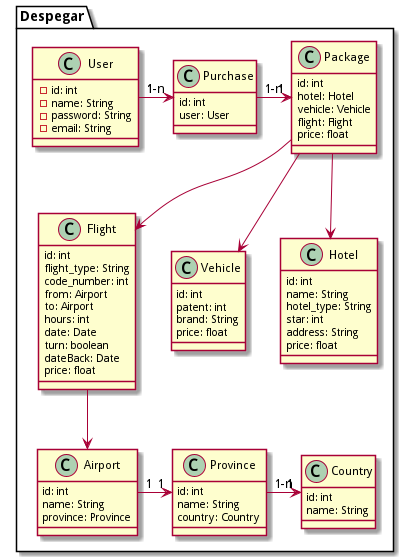 Despegar
C User
id: int
name: String
password: String
email: String
1-n
C Purchase
id: int
user: User
1-n 1
C Package
id: int
hotel: Hotel
vehicle: Vehicle
flight: Flight
price: float
C Flight
id: int
flight_type: String
code_number: int
from: Airport
to: Airport
hours: int
date: Date
turn: boolean
dateBack: Date
price: float
C Vehicle
id: int
patent: int
brand: String
price: float
C Hotel
id: int
name: String
hotel_type: String
star: int
address: String
price: float
C Airport
id: int
name: String
province: Province
1 1
C Province
id: int
name: String
country: Country
1-n 1
C Country
id: int
name: String